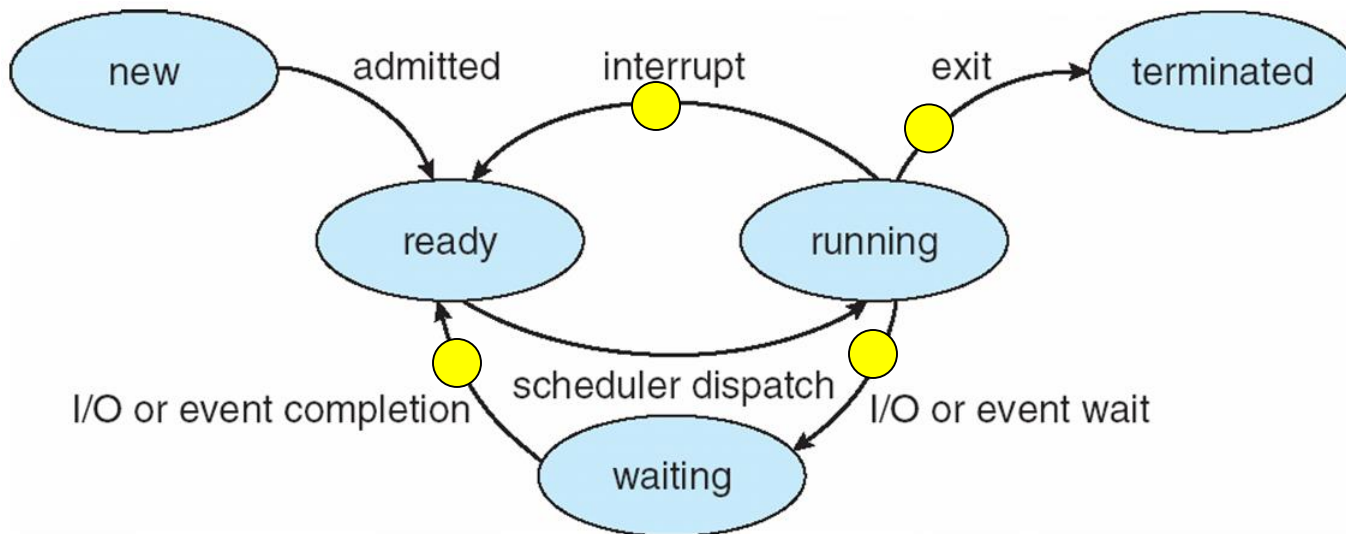 new
admitted
interrupt
exit
terminated
ready
running
scheduler dispatch
I/O or event completion
I/O or event wait
waiting